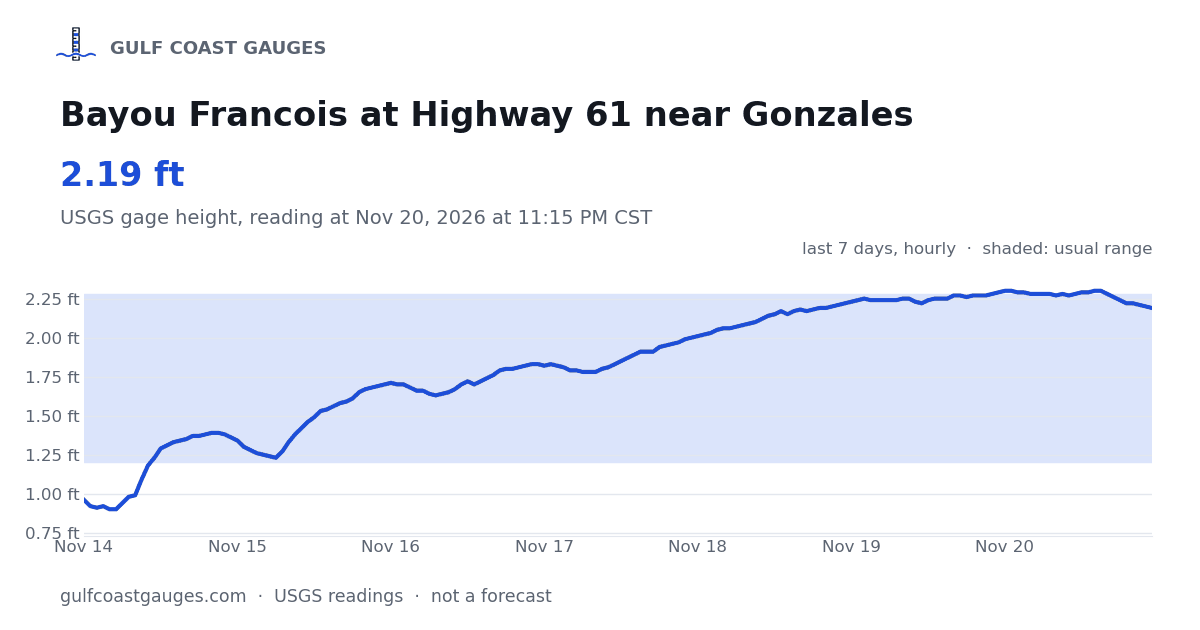 GULF COAST GAUGES
Bayou Francois at Highway 61 near Gonzales
2.19 ft
USGS gage height, reading at Nov 20, 2026 at 11:15 PM CST
last 7 days, hourly · shaded: usual range
2.25 ft
2.00 ft
1.75 ft
1.50 ft
1.25 ft
1.00 ft
0.75 ft
Nov 14 Nov 15 Nov 16 Nov 17 Nov 18 Nov 19 Nov 20
gulfcoastgauges.com · USGS readings · not a forecast